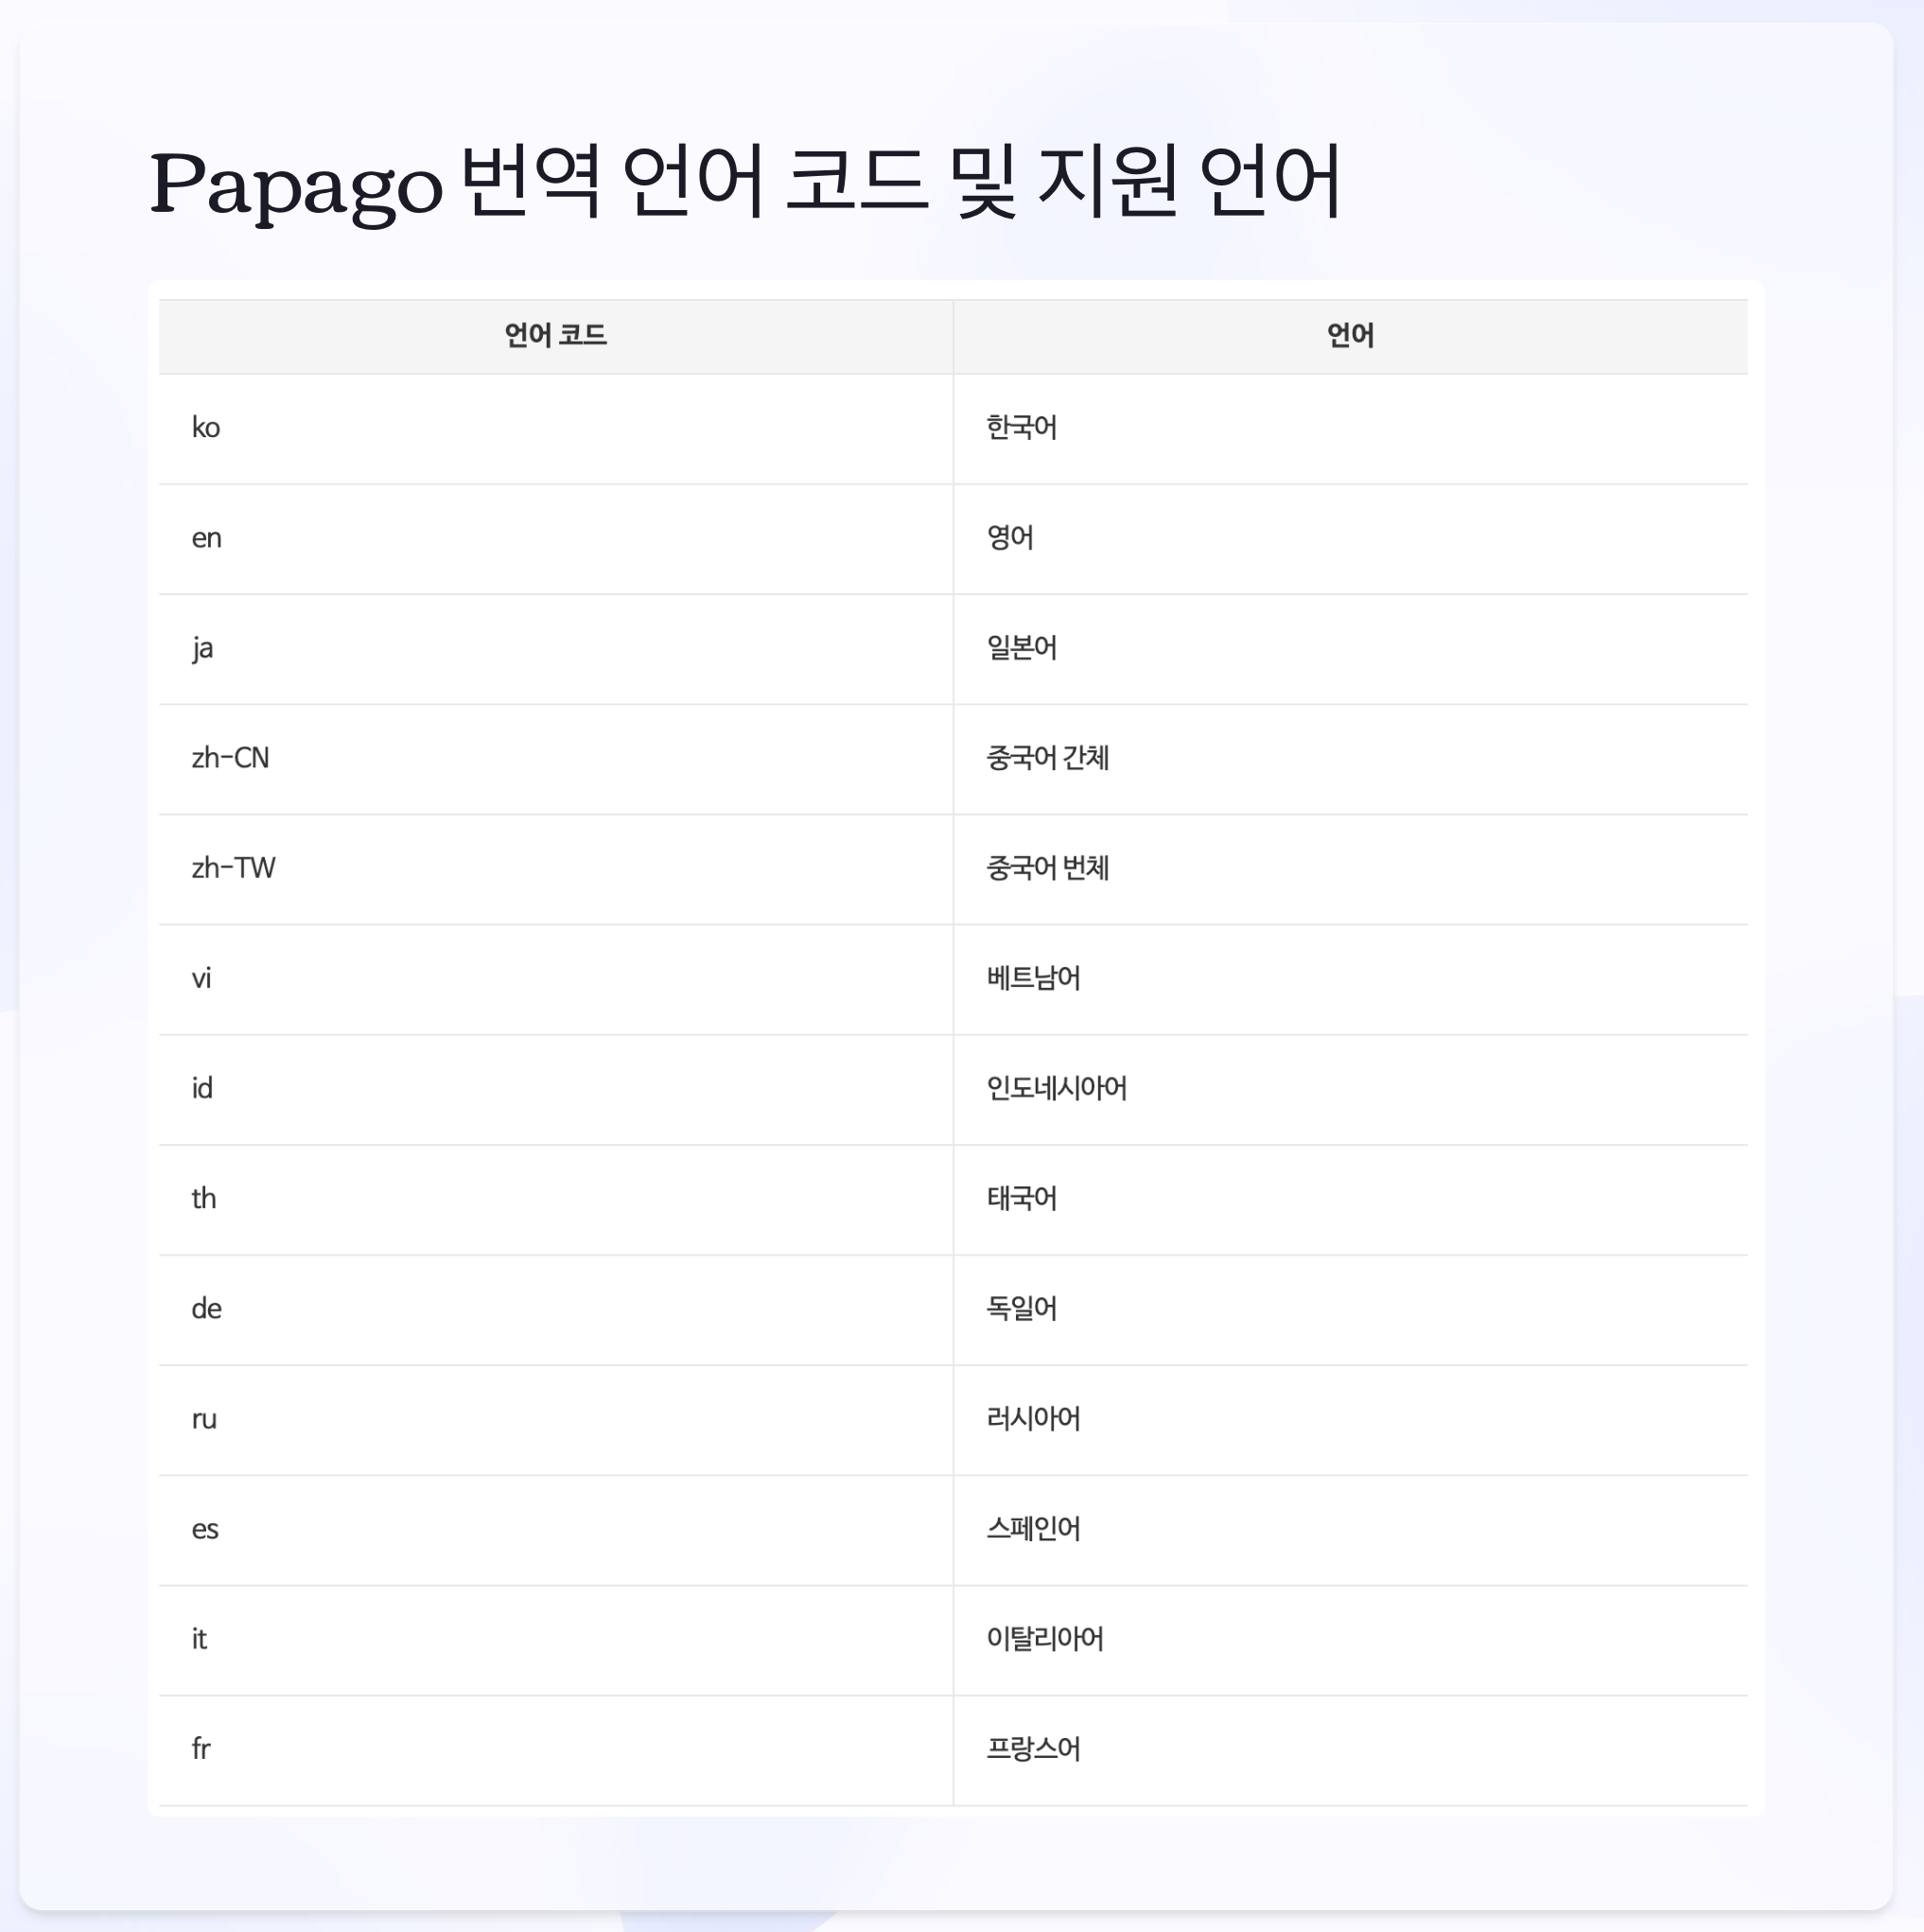 Papago 번역 언어 코드 및 지원 언어
언어 코드 언어
ko 한국어
en 영어
ja 일본어
zh-CN 중국어 간체
zh-TW 중국어 번체
vi 베트남어
id 인도네시아어
th 태국어
de 독일어
ru 러시아어
es 스페인어
it 이탈리아어
fr 프랑스어